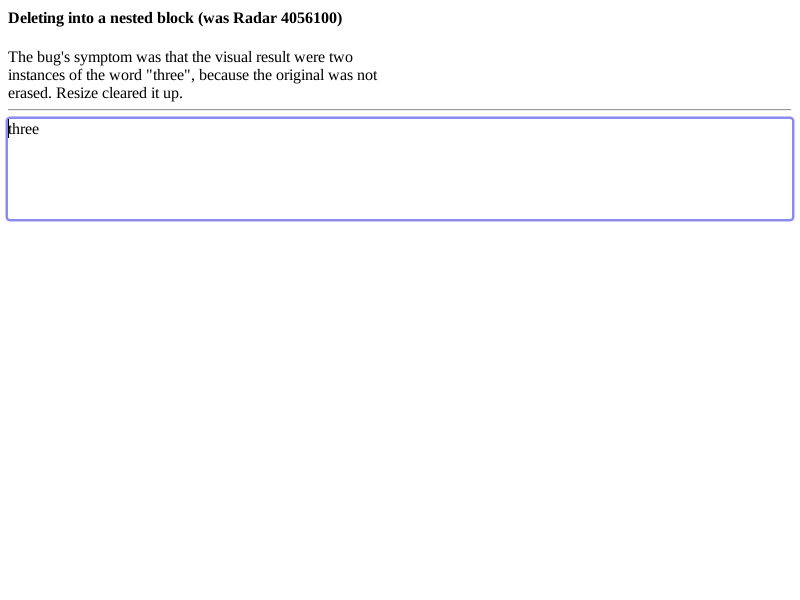 Deleting into a nested block (was Radar 4056100)
The bug's symptom was that the visual result were two
instances of the word "three", because the original was not
erased. Resize cleared it up.
three